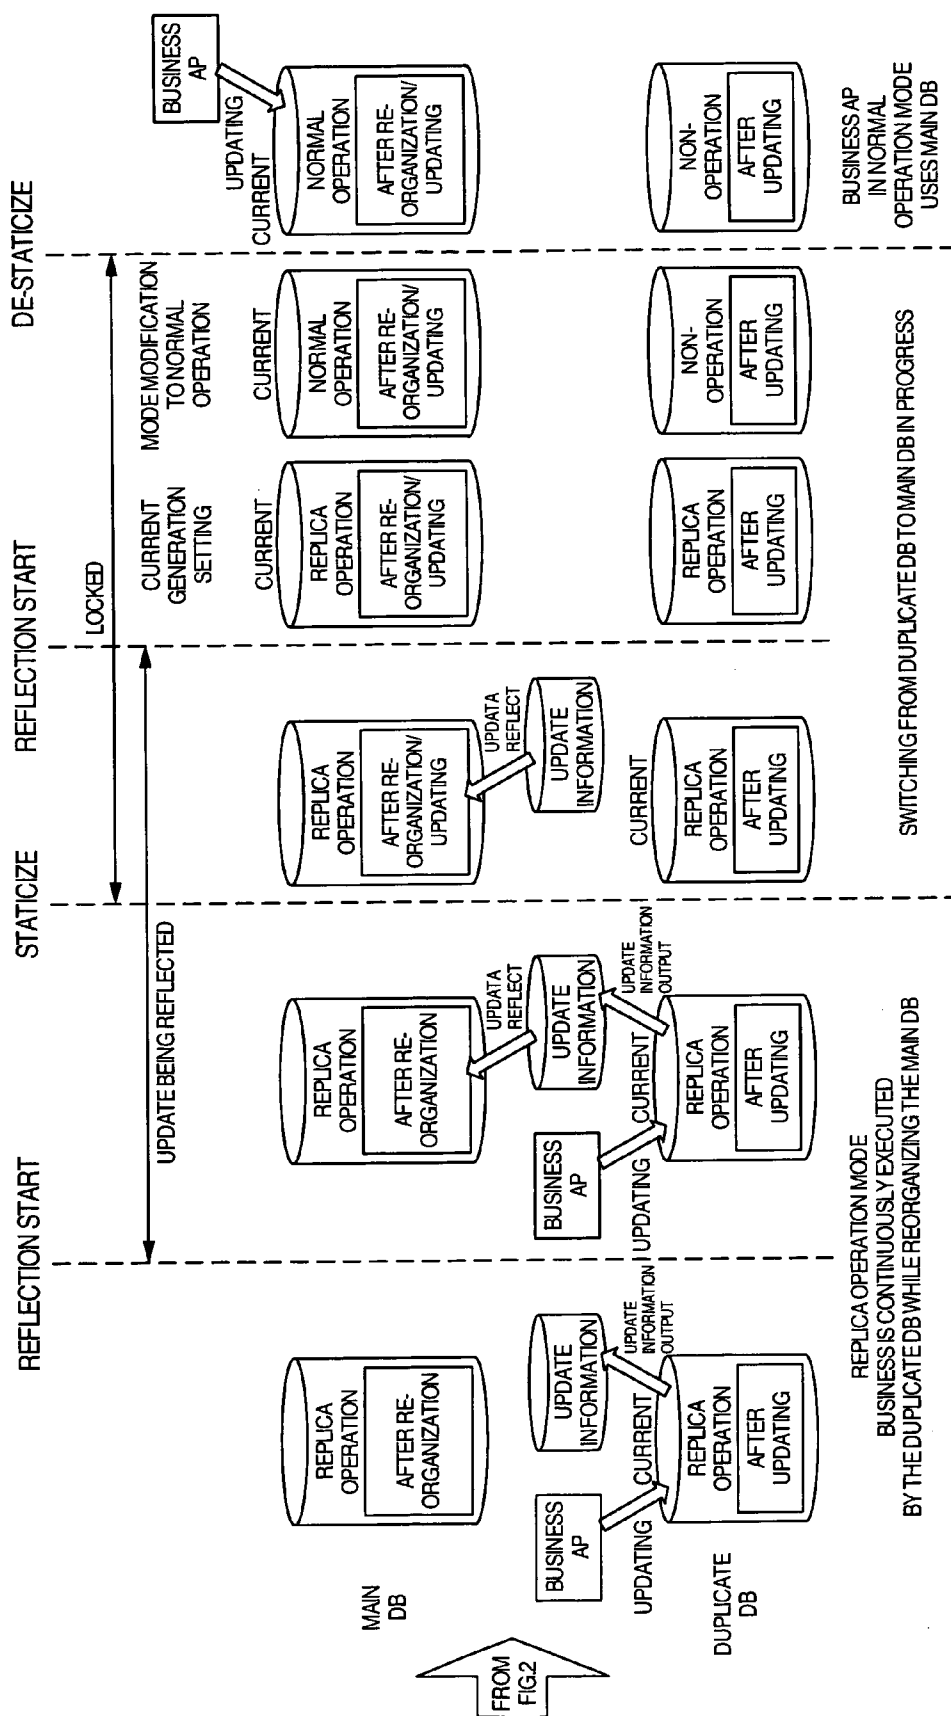 REFLECTION START
STATICIZE
REFLECTION START
DE-STATICIZE
UPDATE BEING REFLECTED
LOCKED
CURRENT
GENERATION
SETTING
MODE MODIFICATION
TO NORMAL
OPERATION
FROM
FIG.2
MAIN
DB
REPLICA
OPERATION
AFTER RE-
ORGANIZATION
REPLICA
OPERATION
AFTER RE-
ORGANIZATION
REPLICA
OPERATION
AFTER RE-
ORGANIZATION/
UPDATING
CURRENT
REPLICA
OPERATION
AFTER RE-
ORGANIZATION/
UPDATING
CURRENT
NORMAL
OPERATION
AFTER RE-
ORGANIZATION/
UPDATING
BUSINESS
AP
UPDATING
CURRENT
NORMAL
OPERATION
AFTER RE-
ORGANIZATION/
UPDATING
BUSINESS
AP
UPDATE
INFORMATION
UPDATE
INFORMATION
OUTPUT
UPDATING
CURRENT
BUSINESS
AP
UPDATA
REFLECT
UPDATE
INFORMATION
UPDATE
INFORMATION
OUTPUT
UPDATING
CURRENT
UPDATA
REFLECT
UPDATE
INFORMATION
DUPLICATE
DB
REPLICA
OPERATION
AFTER
UPDATING
REPLICA
OPERATION
AFTER
UPDATING
CURRENT
REPLICA
OPERATION
AFTER
UPDATING
REPLICA
OPERATION
AFTER
UPDATING
NON-
OPERATION
AFTER
UPDATING
NON-
OPERATION
AFTER
UPDATING
REPLICA OPERATION MODE
BUSINESS IS CONTINUOUSLY EXECUTED
BY THE DUPLICATE DB WHILE REORGANIZING THE MAIN DB
SWITCHING FROM DUPLICATE DB TO MAIN DB IN PROGRESS
BUSINESS AP
IN NORMAL
OPERATION MODE
USES MAIN DB